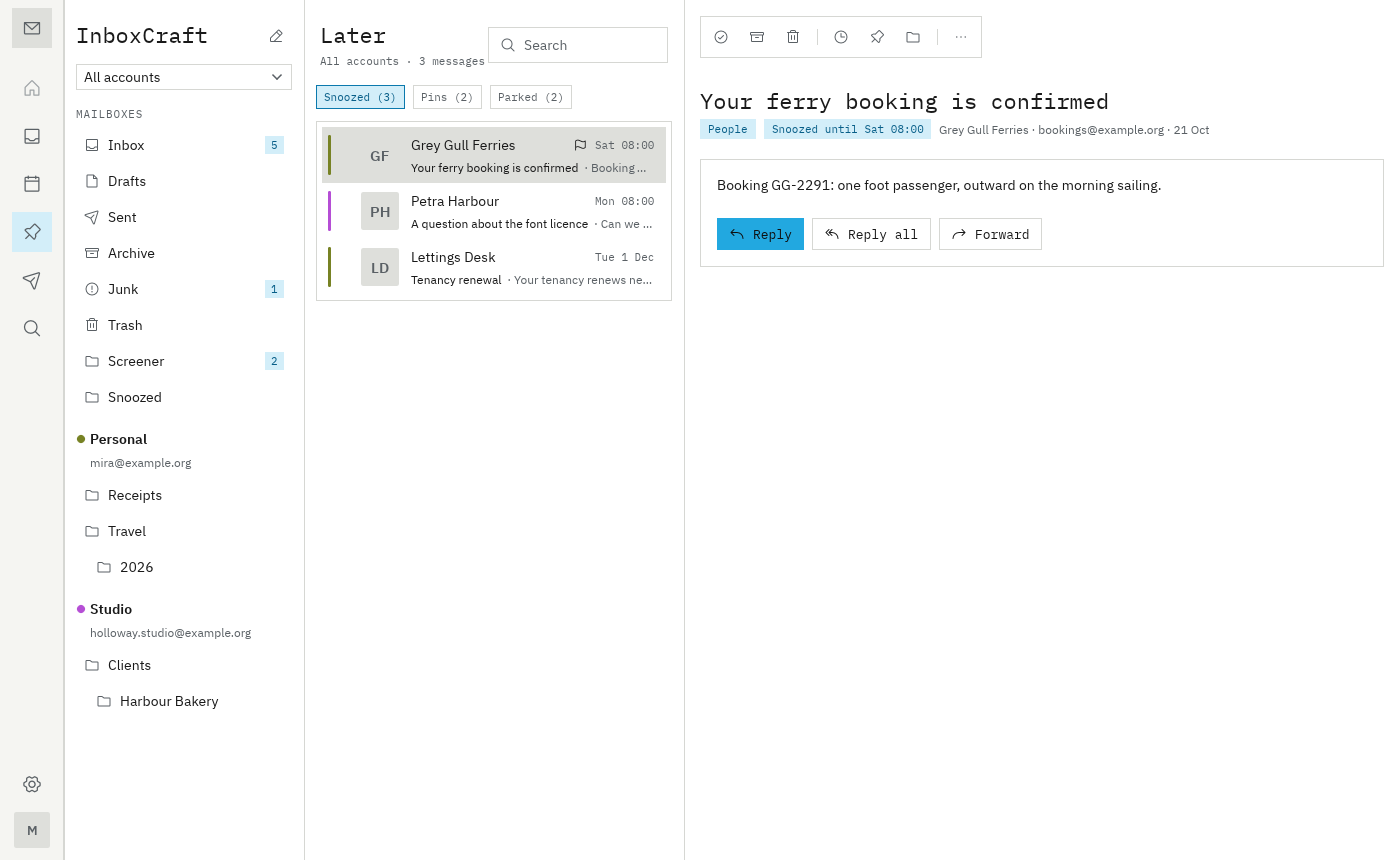 InboxCraft
All accounts
MAILBOXES
Inbox 5
Drafts
Sent
Archive
Junk 1
Trash
Screener 2
Snoozed
Personal
mira@example.org
Receipts
Travel
2026
Studio
holloway.studio@example.org
Clients
Harbour Bakery
M
Later
All accounts · 3 messages
Search
Snoozed (3) Pins (2) Parked (2)
GF Grey Gull Ferries Sat 08:00
Your ferry booking is confirmed · Booking ...
PH Petra Harbour Mon 08:00
A question about the font licence · Can we ...
LD Lettings Desk Tue 1 Dec
Tenancy renewal · Your tenancy renews ne...
Your ferry booking is confirmed
People Snoozed until Sat 08:00 Grey Gull Ferries · bookings@example.org · 21 Oct
Booking GG-2291: one foot passenger, outward on the morning sailing.
Reply Reply all Forward